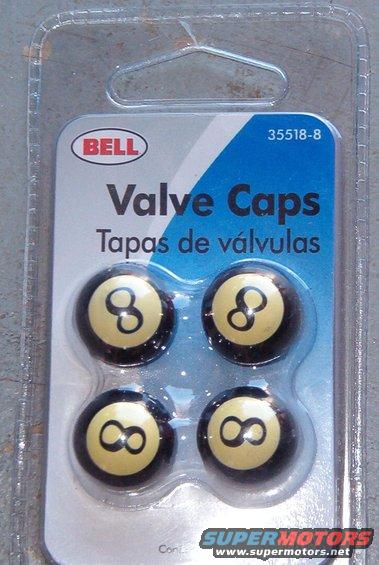 35518-8
BELL
Valve Caps
Tapas de válvulas
8 8
8 8
SUPERMOTORS
www.supermotors.net